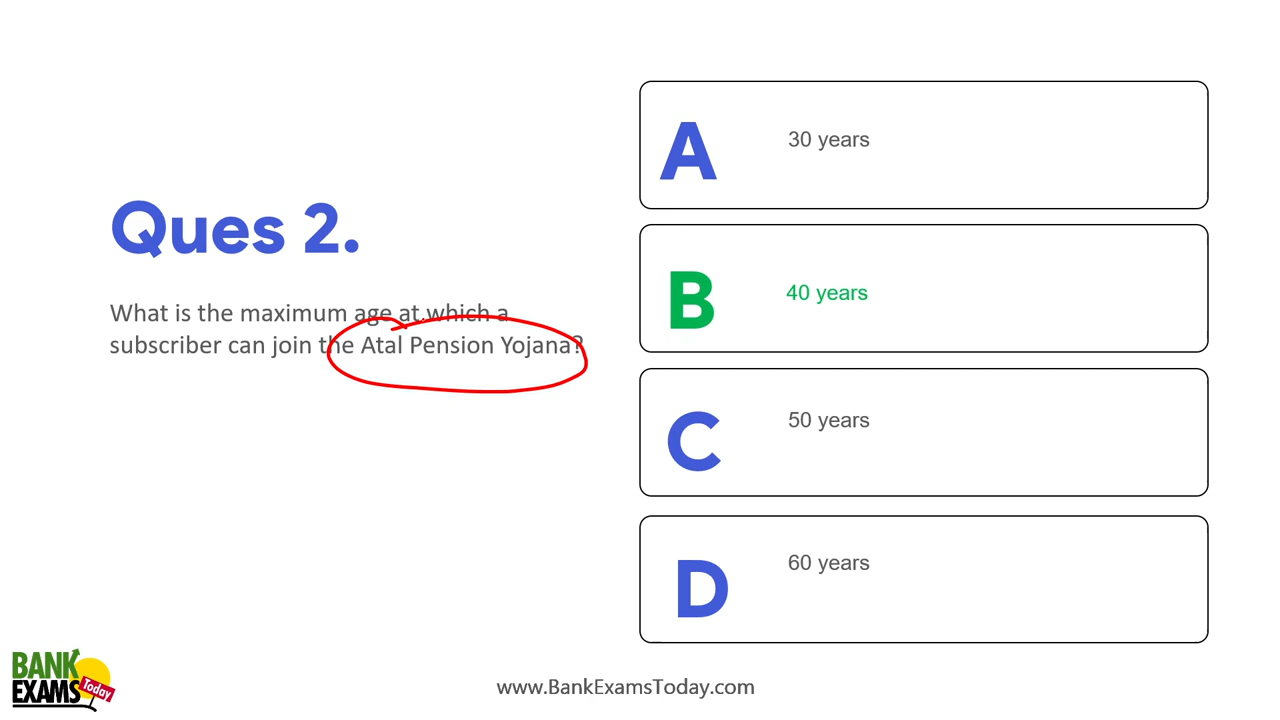 Ques 2.
What is the maximum age at which a
subscriber can join the Atal Pension Yojana?
A
30 years
B
40 years
C
50 years
D
60 years
BANK
EXAMS Today
www.BankExamsToday.com